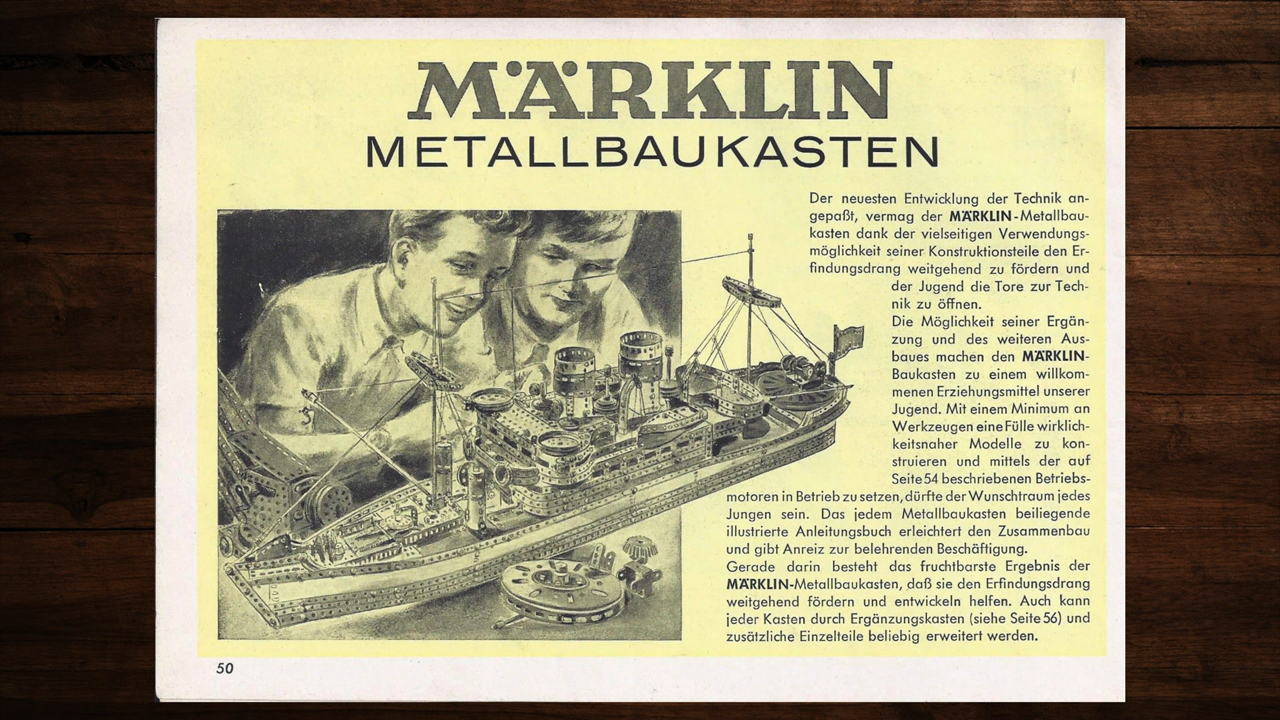 MÄRKLIN
METALLBAUKASTEN
Der neuesten Entwicklung der Technik an-
gepaßt, vermag der MÄRKLIN-Metallbau-
kasten dank der vielseitigen Verwendungs-
möglichkeit seiner Konstruktionsteile den Er-
findungsdrang weitgehend zu fördern und
der Jugend die Tore zur Tech-
nik zu öffnen.
Die Möglichkeit seiner Ergän-
zung und des weiteren Aus-
baues machen den MÄRKLIN-
Baukasten zu einem willkom-
menen Erziehungsmittel unserer
Jugend. Mit einem Minimum an
Werkzeugen eine Fülle wirklich-
keitsnaher Modelle zu kon-
struieren und mittels der auf
Seite 54 beschriebenen Betriebs-
motoren in Betrieb zu setzen, dürfte der Wunschtraum jedes
Jungen sein. Das jedem Metallbaukasten beiliegende
illustrierte Anleitungsbuch erleichtert den Zusammenbau
und gibt Anreiz zur belehrenden Beschäftigung.
Gerade darin besteht das fruchtbarste Ergebnis der
MÄRKLIN-Metallbaukasten, daß sie den Erfindungsdrang
weitgehend fördern und entwickeln helfen. Auch kann
jeder Kasten durch Ergänzungskasten (siehe Seite 56) und
zusätzliche Einzelteile beliebig erweitert werden.
50